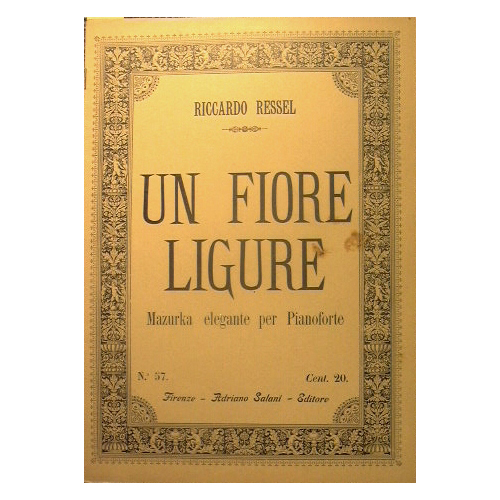 RICCARDO RESSEL
UN FIORE
LIGURE
Mazurka elegante per Pianoforte
N.º 57. Cent. 20.
Firenze - Adriano Salani - Editore